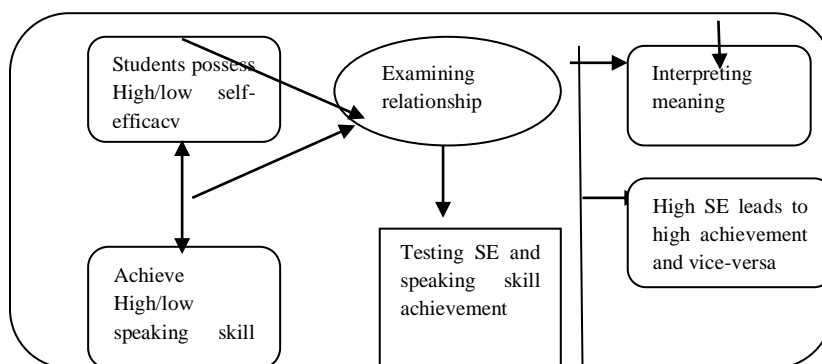 Students possess
High/low self-
efficacy
Examining
relationship
Interpreting
meaning
High SE leads to
high achievement
and vice-versa
Achieve
High/low
speaking skill
Testing SE and
speaking skill
achievement